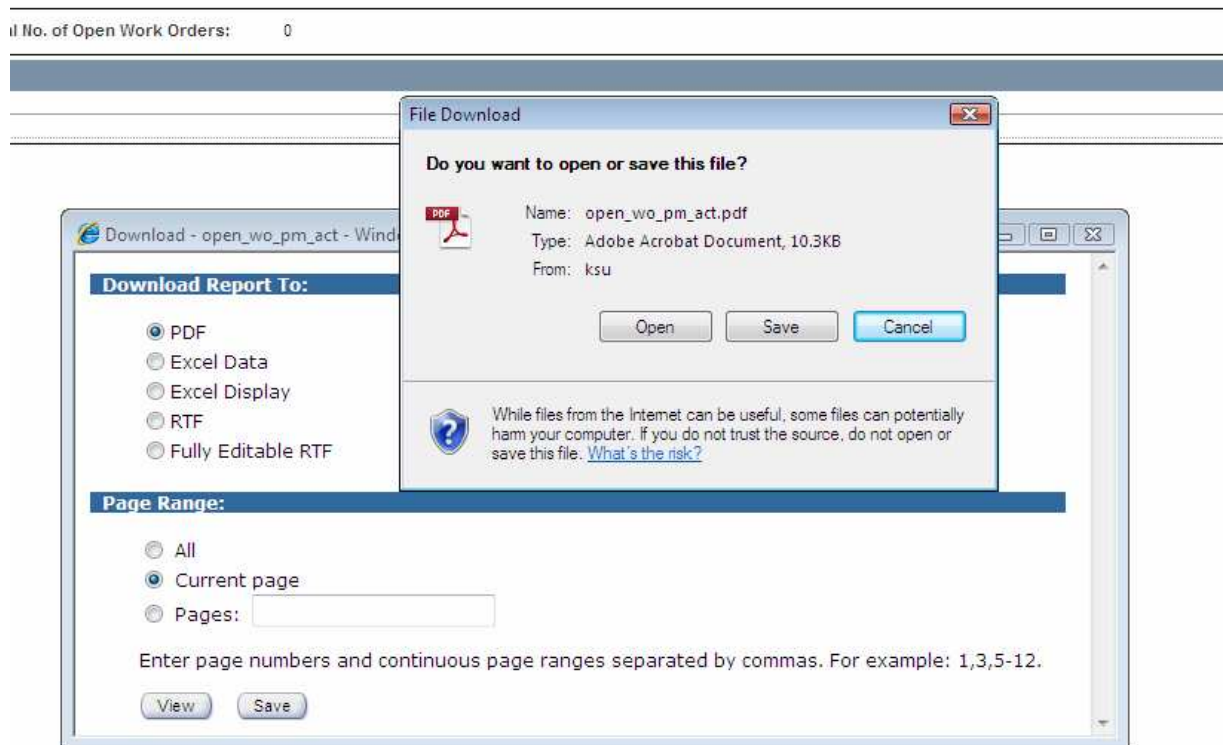 l No. of Open Work Orders: 0
File Download
Do you want to open or save this file?
PDF
Name: open_wo_pm_act.pdf
Type: Adobe Acrobat Document, 10.3KB
From: ksu
Open Save Cancel
While files from the Internet can be useful, some files can potentially
harm your computer. If you do not trust the source, do not open or
save this file. What's the risk?
Download - open_wo_pm_act - Wind
Download Report To:
PDF
Excel Data
Excel Display
RTF
Fully Editable RTF
Page Range:
All
Current page
Pages:
Enter page numbers and continuous page ranges separated by commas. For example: 1,3,5-12.
View Save